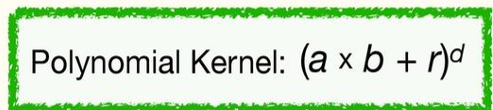 Polynomial Kernel: (a × b + r)ᵈ